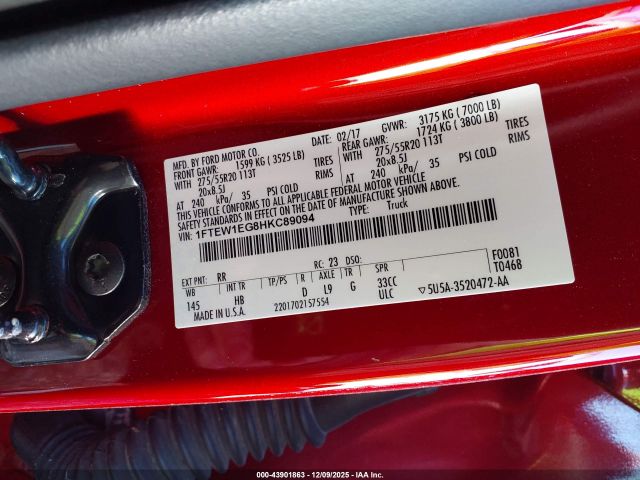 MFD. BY FORD MOTOR CO. DATE: 02/17 GVWR: 3175 KG ( 7000 LB)
FRONT GAWR: 1599 KG ( 3525 LB) REAR GAWR: 1724 KG ( 3800 LB)
WITH 275/55R20 113T TIRES WITH 275/55R20 113T TIRES
20x8.5J RIMS 20x8.5J RIMS
AT 240 kPa/ 35 PSI COLD AT 240 kPa/ 35 PSI COLD
THIS VEHICLE CONFORMS TO ALL APPLICABLE FEDERAL MOTOR VEHICLE
SAFETY STANDARDS IN EFFECT ON THE DATE OF MANUFACTURE SHOWN ABOVE.
VIN: 1FTEW1EG8HKC89094 TYPE: Truck
F0081
T0468
EXT PNT: RR RC: 23 DSO:
WB INT TR TP/PS R AXLE TR SPR
145 HB D L9 G 33CC
ULC
MADE IN U.S.A. 2201702157554 ▽5U5A-3520472-AA
000-43901863 12/09/2025 IAA Inc.